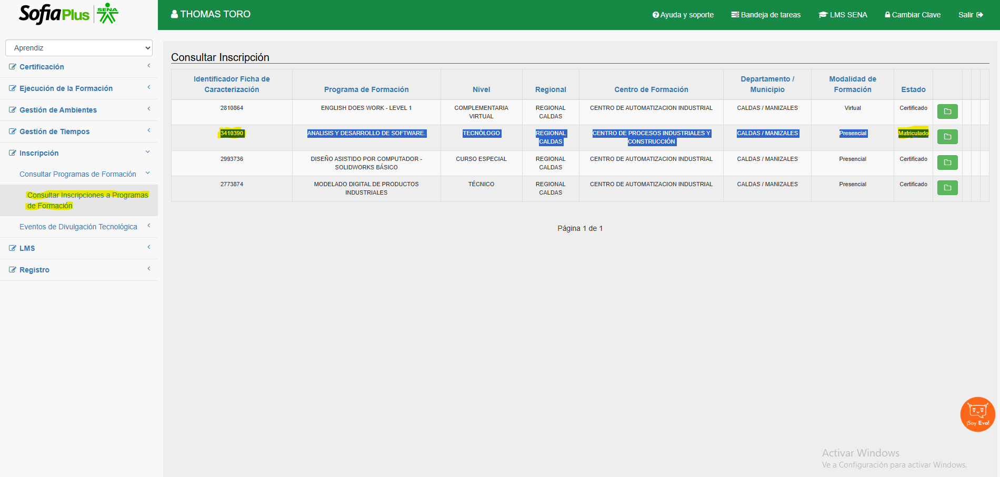 SofiaPlus SENA
THOMAS TORO
Ayuda y soporte
Bandeja de tareas
LMS SENA
Cambiar Clave
Salir
Aprendiz
Certificación
Ejecución de la Formación
Gestión de Ambientes
Gestión de Tiempos
Inscripción
Consultar Programas de Formación
Consultar Inscripciones a Programas
de Formación
Eventos de Divulgación Tecnológica
LMS
Registro
Consultar Inscripción
Identificador Ficha de
Caracterización
Programa de Formación
Nivel
Regional
Centro de Formación
Departamento /
Municipio
Modalidad de
Formación
Estado
2810864
ENGLISH DOES WORK - LEVEL 1
COMPLEMENTARIA
VIRTUAL
REGIONAL
CALDAS
CENTRO DE AUTOMATIZACION INDUSTRIAL
CALDAS / MANIZALES
Virtual
Certificado
3410390
ANALISIS Y DESARROLLO DE SOFTWARE.
TECNÓLOGO
REGIONAL
CALDAS
CENTRO DE PROCESOS INDUSTRIALES Y
CONSTRUCCIÓN
CALDAS / MANIZALES
Presencial
Matriculado
2993736
DISEÑO ASISTIDO POR COMPUTADOR -
SOLIDWORKS BÁSICO
CURSO ESPECIAL
REGIONAL
CALDAS
CENTRO DE AUTOMATIZACION INDUSTRIAL
CALDAS / MANIZALES
Presencial
Certificado
2773874
MODELADO DIGITAL DE PRODUCTOS
INDUSTRIALES
TÉCNICO
REGIONAL
CALDAS
CENTRO DE AUTOMATIZACION INDUSTRIAL
CALDAS / MANIZALES
Presencial
Certificado
Página 1 de 1
¡Soy Eva!
Activar Windows
Ve a Configuración para activar Windows.